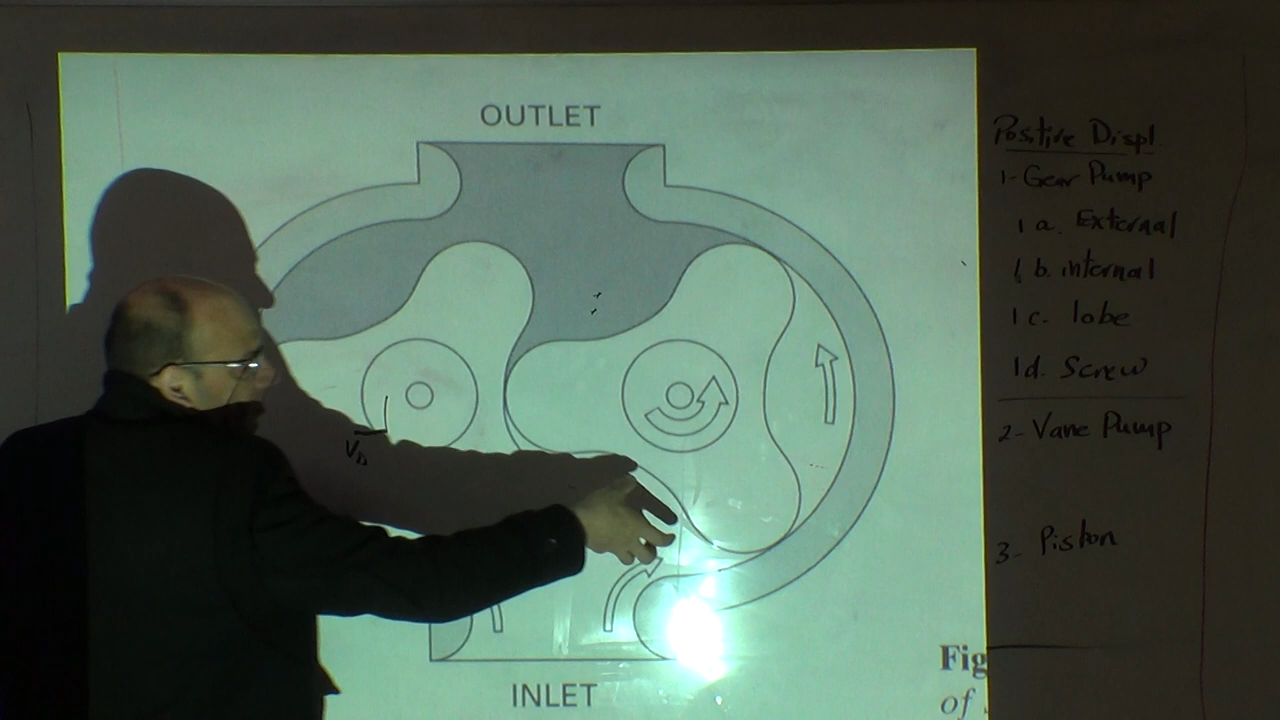 OUTLET
V_D
INLET
Fig
of
Positive Displ.
1- Gear Pump
1 a. External
1 b. internal
1 c. lobe
1 d. Screw
2- Vane Pump
3- Piston